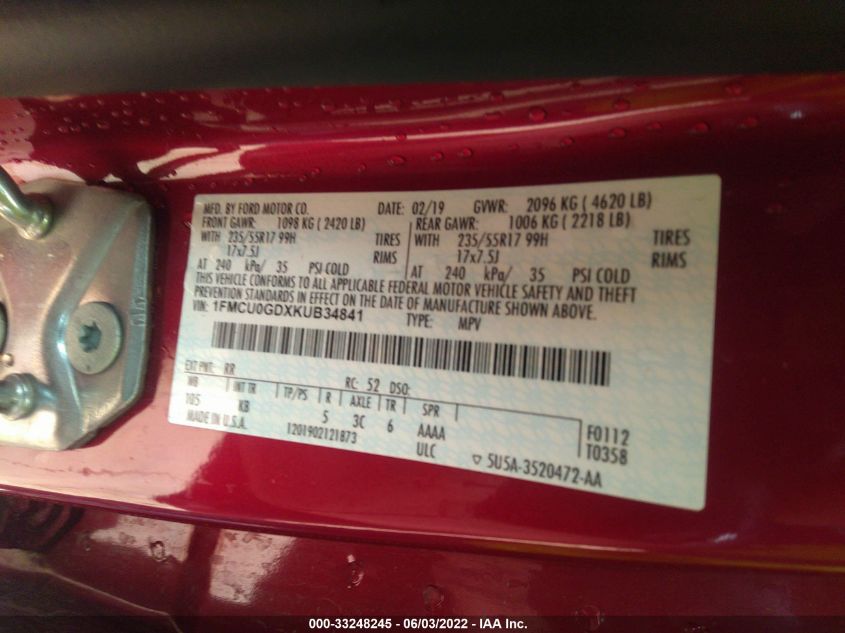 MFD. BY FORD MOTOR CO. DATE: 02/19 GVWR: 2096 KG ( 4620 LB)
FRONT GAWR: 1098 KG ( 2420 LB) REAR GAWR: 1006 KG ( 2218 LB)
WITH 235/55R17 99H TIRES WITH 235/55R17 99H TIRES
17x7.5J RIMS 17x7.5J RIMS
AT 240 kPa/ 35 PSI COLD AT 240 kPa/ 35 PSI COLD
THIS VEHICLE CONFORMS TO ALL APPLICABLE FEDERAL MOTOR VEHICLE SAFETY AND THEFT
PREVENTION STANDARDS IN EFFECT ON THE DATE OF MANUFACTURE SHOWN ABOVE.
VIN: 1FMCU0GDXKUB34841 TYPE: MPV
EXT PNT: RR RC: 52 DSO:
WB INT TR TP/PS R AXLE TR SPR
105 KB 5 3C 6 AAAA F0112
MADE IN U.S.A. 1201902121873 ULC T0358
5U5A-3520472-AA
000-33248245 - 06/03/2022 - IAA Inc.